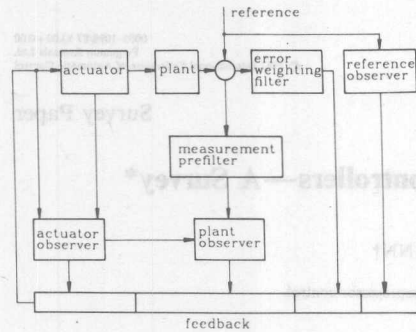 reference
actuator
plant
error
weighting
filter
reference
observer
Survey Paper
measurement
prefilter
ontrollers—A Survey*
actuator
observer
plant
observer
feedback